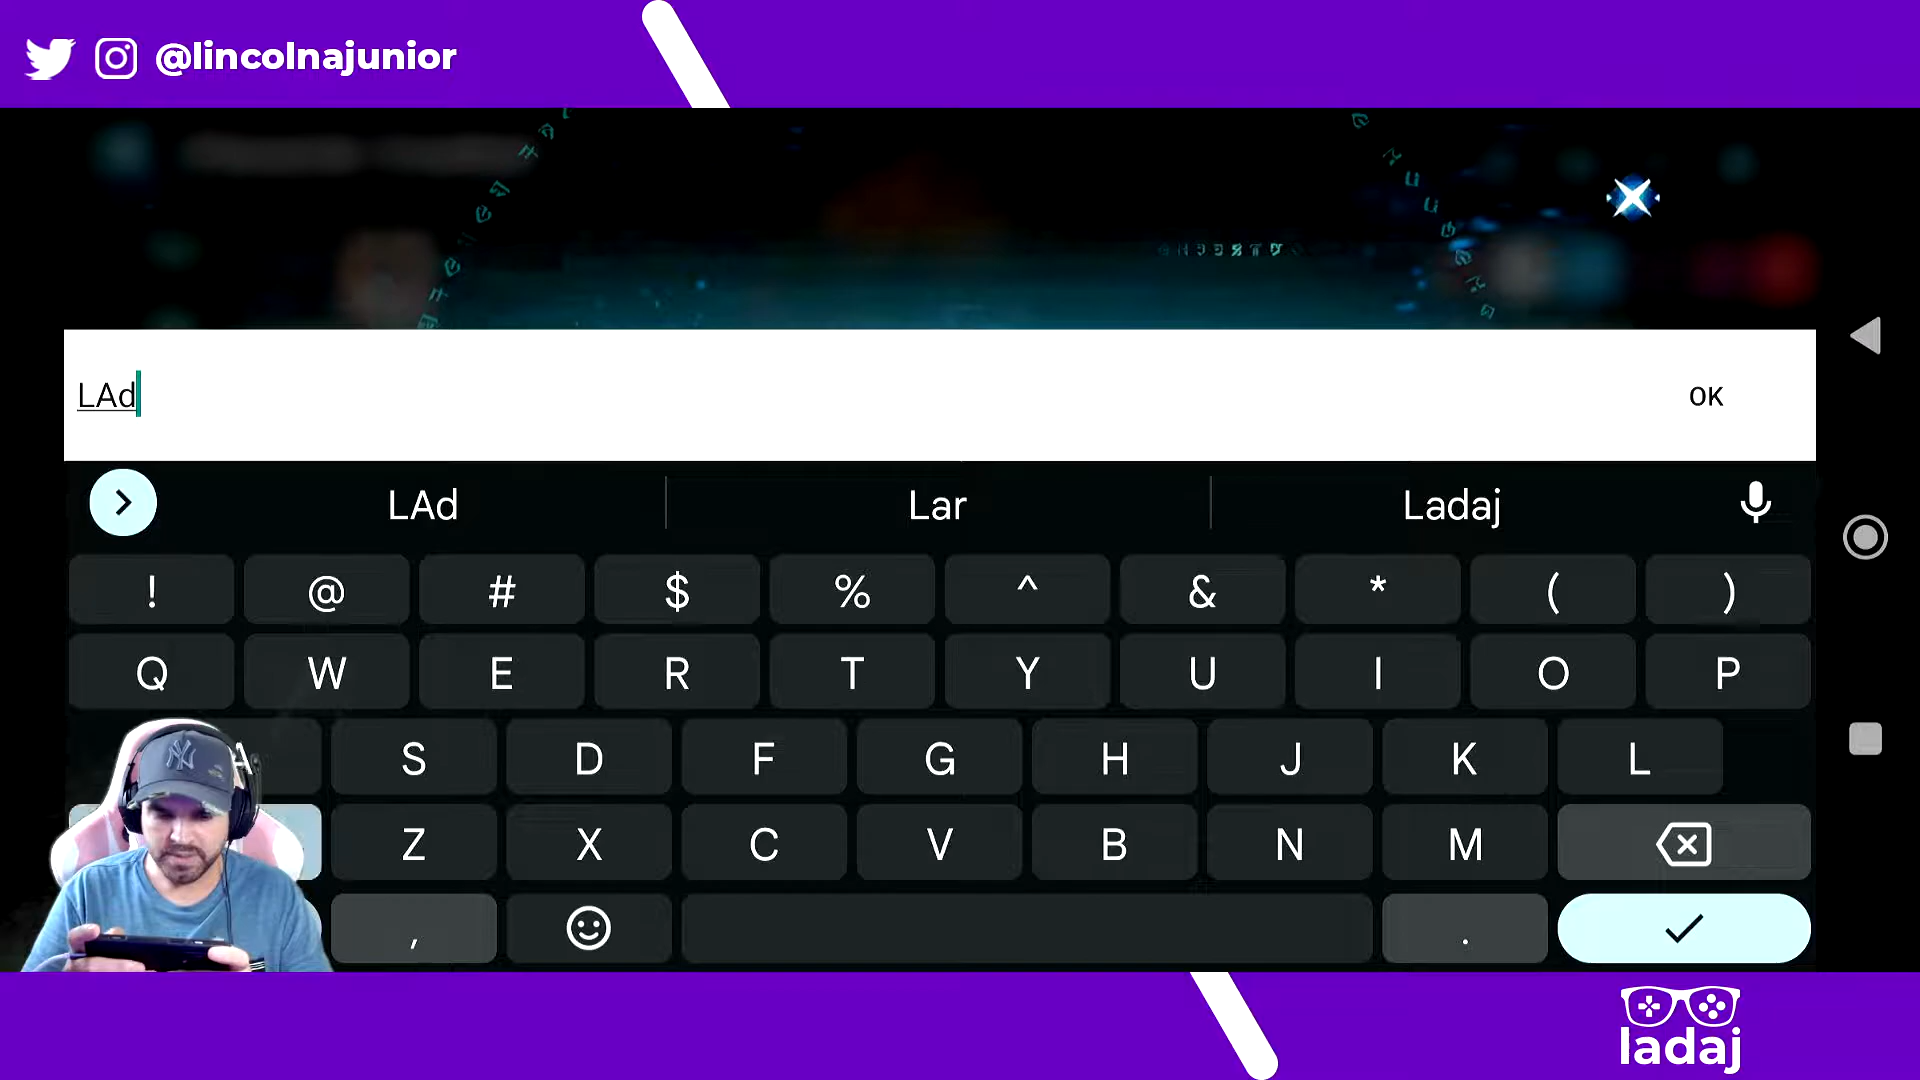 @lincolnajunior
LAd
OK
LAd Lar Ladaj
! @ # $ % ^ & * ( )
Q W E R T Y U I O P
A S D F G H J K L
Z X C V B N M
, .
ladaj